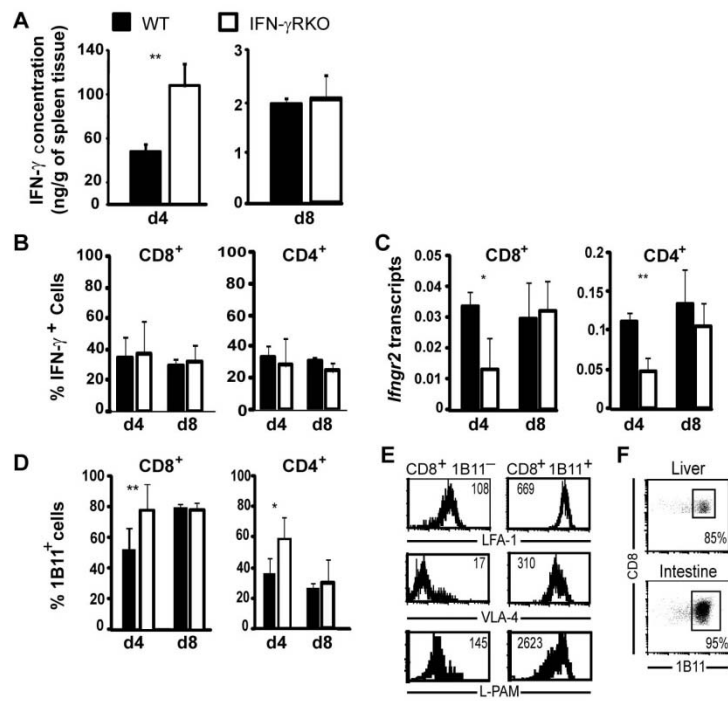 A
WT
IFN-γRKO
IFN-γ concentration
(ng/g of spleen tissue)
140
100
60
40
20
0
**
d4
3
2
1
0
d8
B
CD8+
CD4+
% IFN-γ + Cells
100
80
60
40
20
0
d4
d8
100
80
60
40
20
0
d4
d8
C
CD8+
CD4+
Ifngr2 transcripts
0.05
0.04
0.03
0.02
0.01
0
*
d4
d8
0.2
0.15
0.1
0.05
0
**
d4
d8
D
CD8+
CD4+
% 1B11+ cells
100
80
60
40
20
0
**
d4
d8
100
80
60
40
20
0
*
d4
d8
E
CD8+ 1B11−
CD8+ 1B11+
108
669
LFA-1
17
310
VLA-4
145
2623
L-PAM
F
Liver
85%
CD8
Intestine
95%
1B11